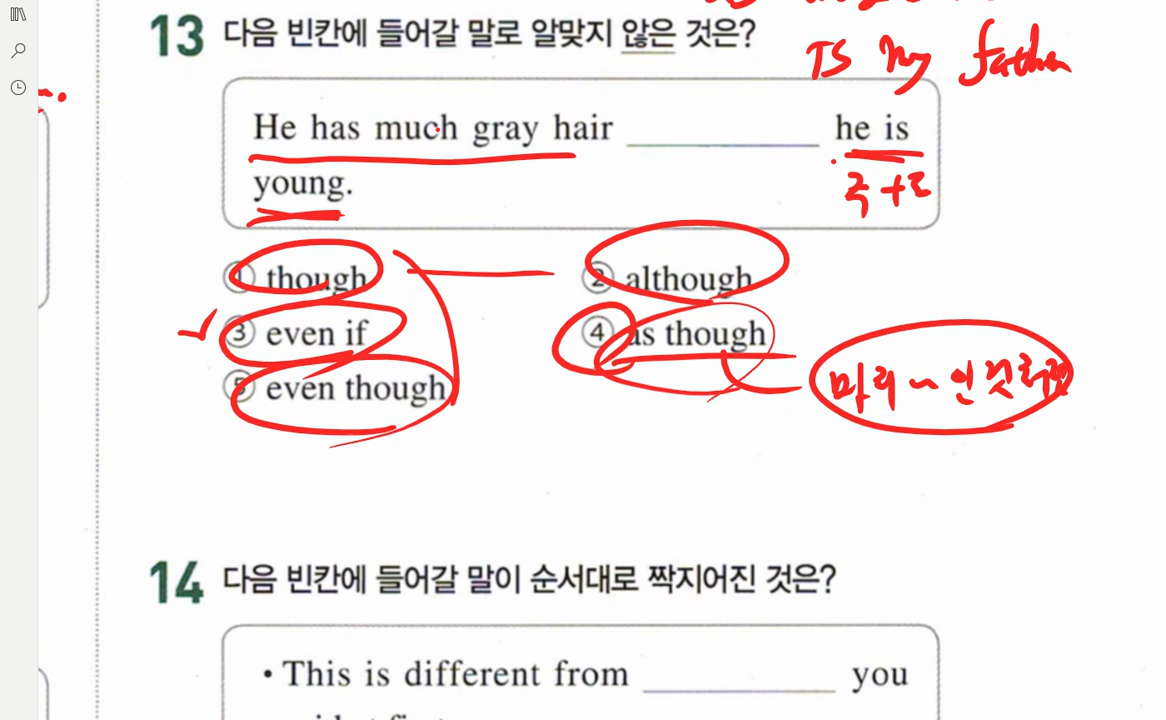 TS my father
13 다음 빈칸에 들어갈 말로 알맞지 않은 것은?
He has much gray hair __________ he is
young.
주+동
① though ② although
③ even if ④ as though
⑤ even though
마치 ~ 인 것처럼
14 다음 빈칸에 들어갈 말이 순서대로 짝지어진 것은?
• This is different from __________ you